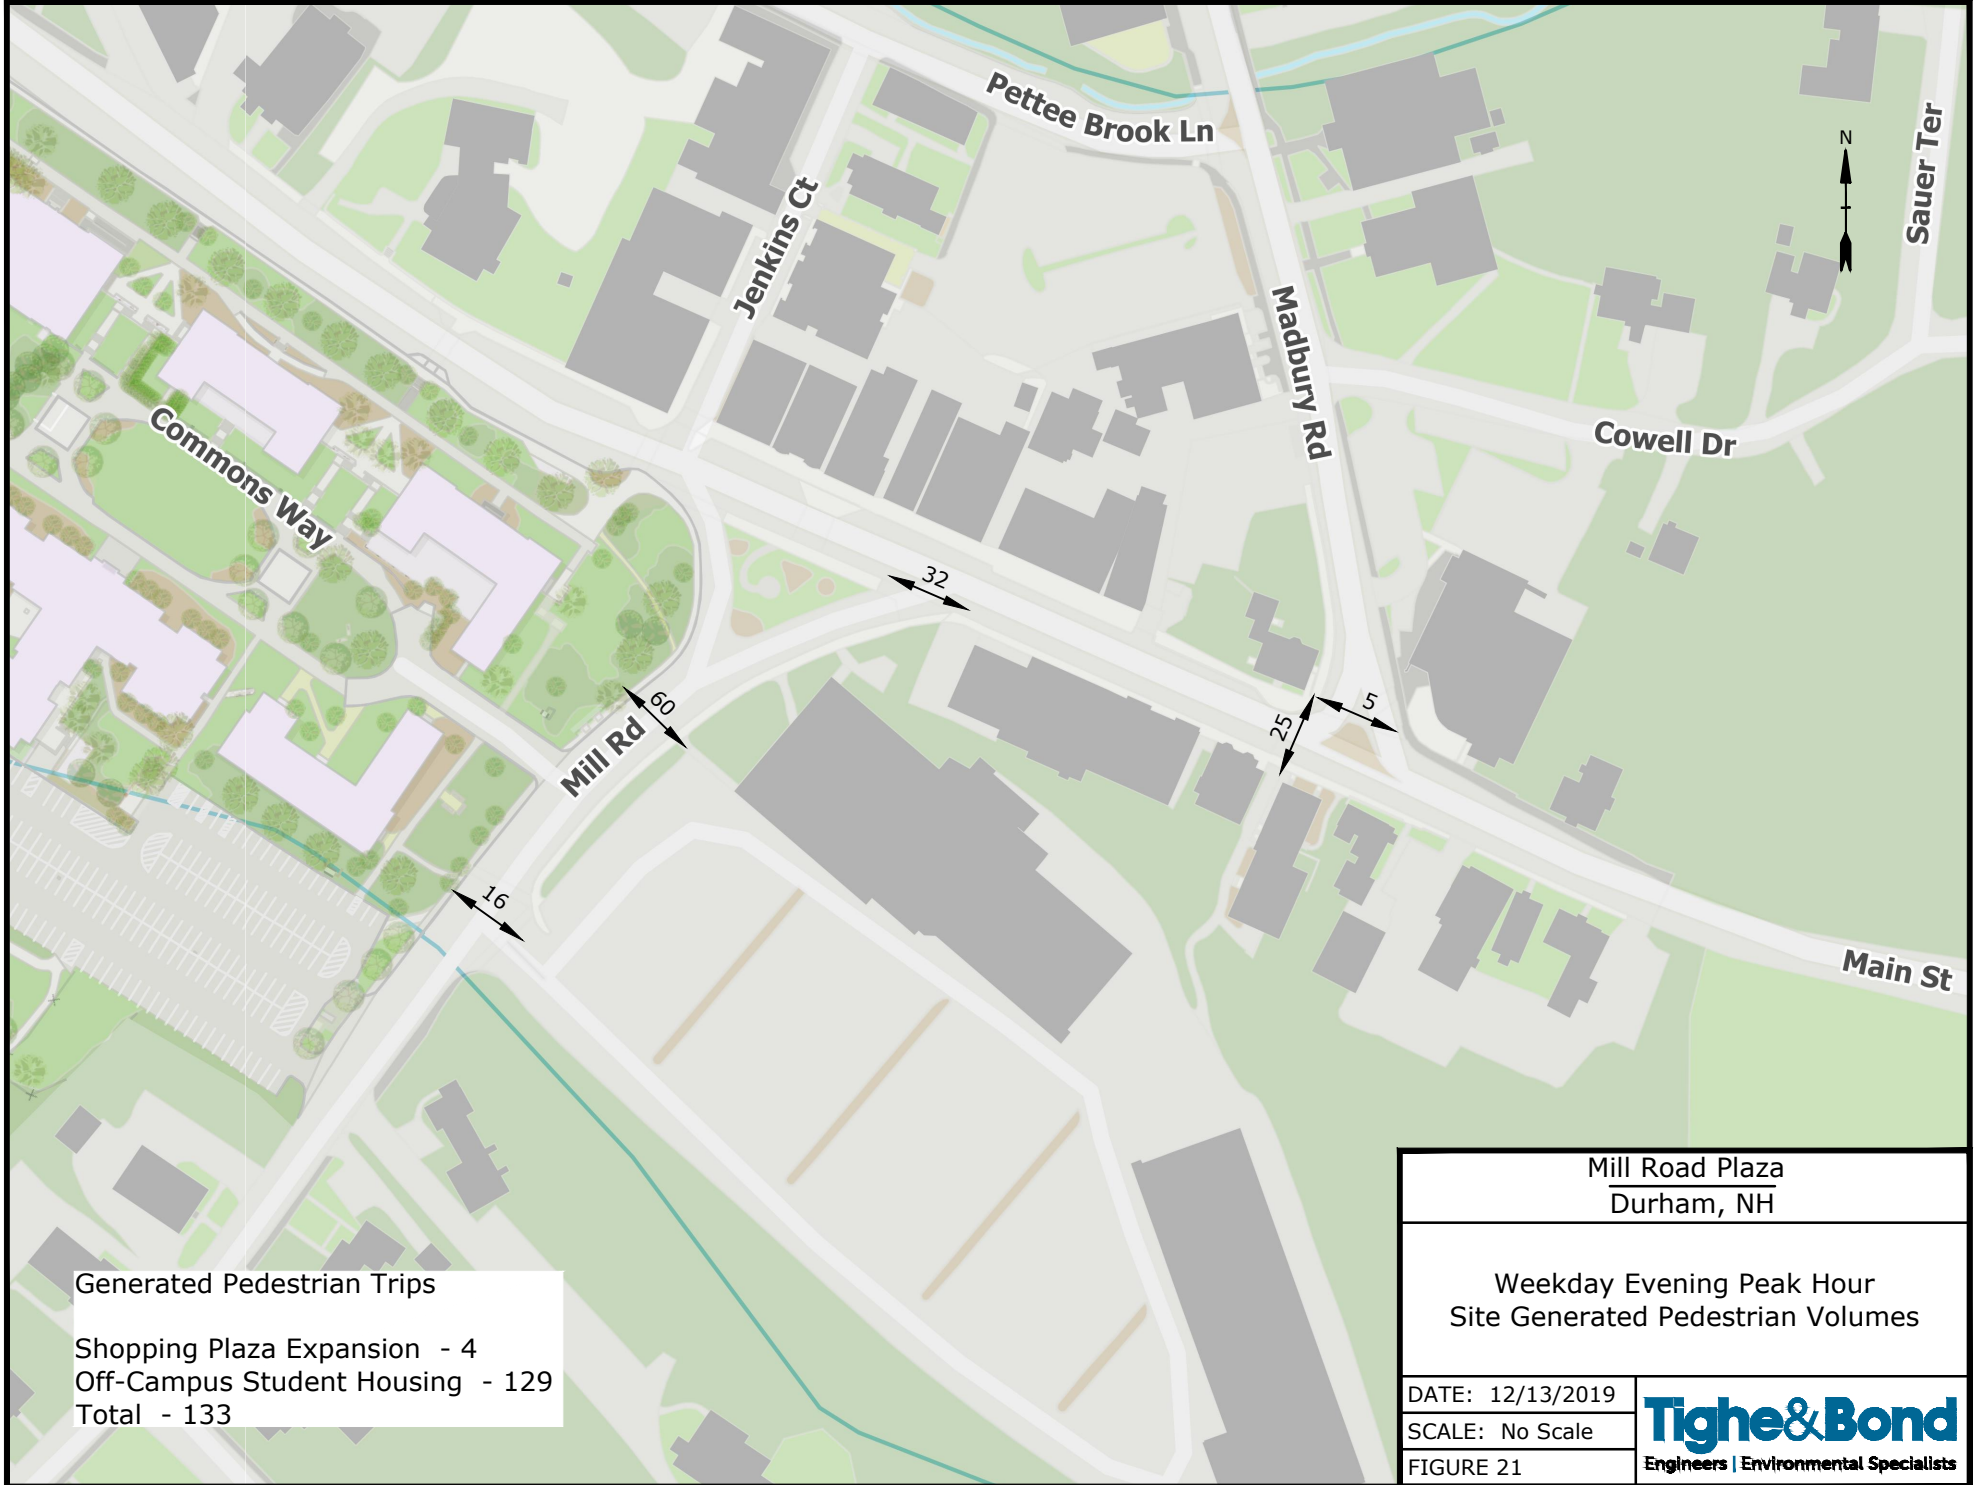 Pettee Brook Ln
N
Sauer Ter
Jenkins Ct
Madbury Rd
Commons Way
Cowell Dr
32
60
Mill Rd
5
25
16
Main St
Generated Pedestrian Trips
Shopping Plaza Expansion - 4
Off-Campus Student Housing - 129
Total - 133
Mill Road Plaza
Durham, NH
Weekday Evening Peak Hour
Site Generated Pedestrian Volumes
DATE: 12/13/2019
SCALE: No Scale
FIGURE 21
Tighe&Bond
Engineers | Environmental Specialists